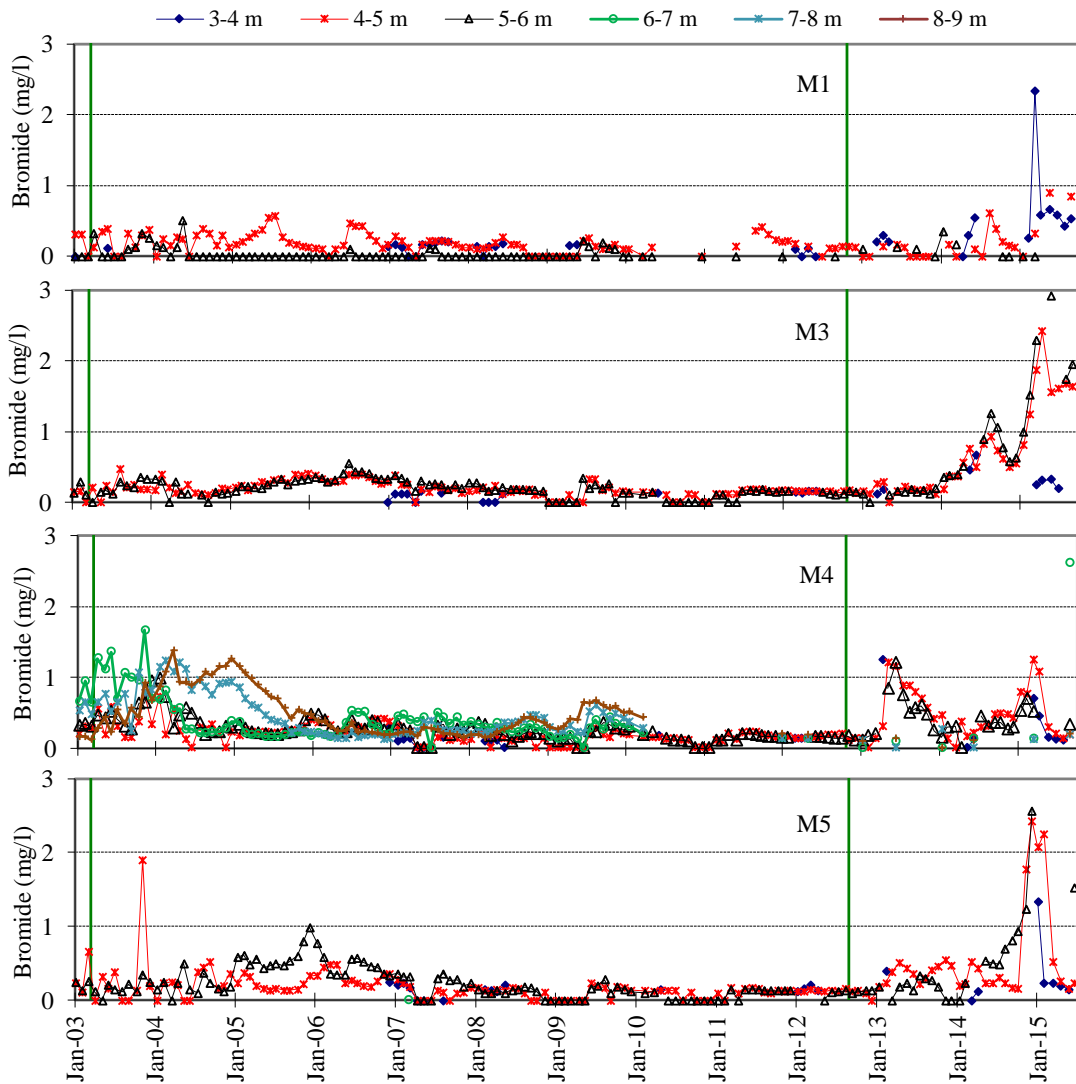 3-4 m 4-5 m 5-6 m 6-7 m 7-8 m 8-9 m
Bromide (mg/l)
3
2
1
0
M1
Bromide (mg/l)
3
2
1
0
M3
Bromide (mg/l)
3
2
1
0
M4
Bromide (mg/l)
3
2
1
0
M5
Jan-03 Jan-04 Jan-05 Jan-06 Jan-07 Jan-08 Jan-09 Jan-10 Jan-11 Jan-12 Jan-13 Jan-14 Jan-15